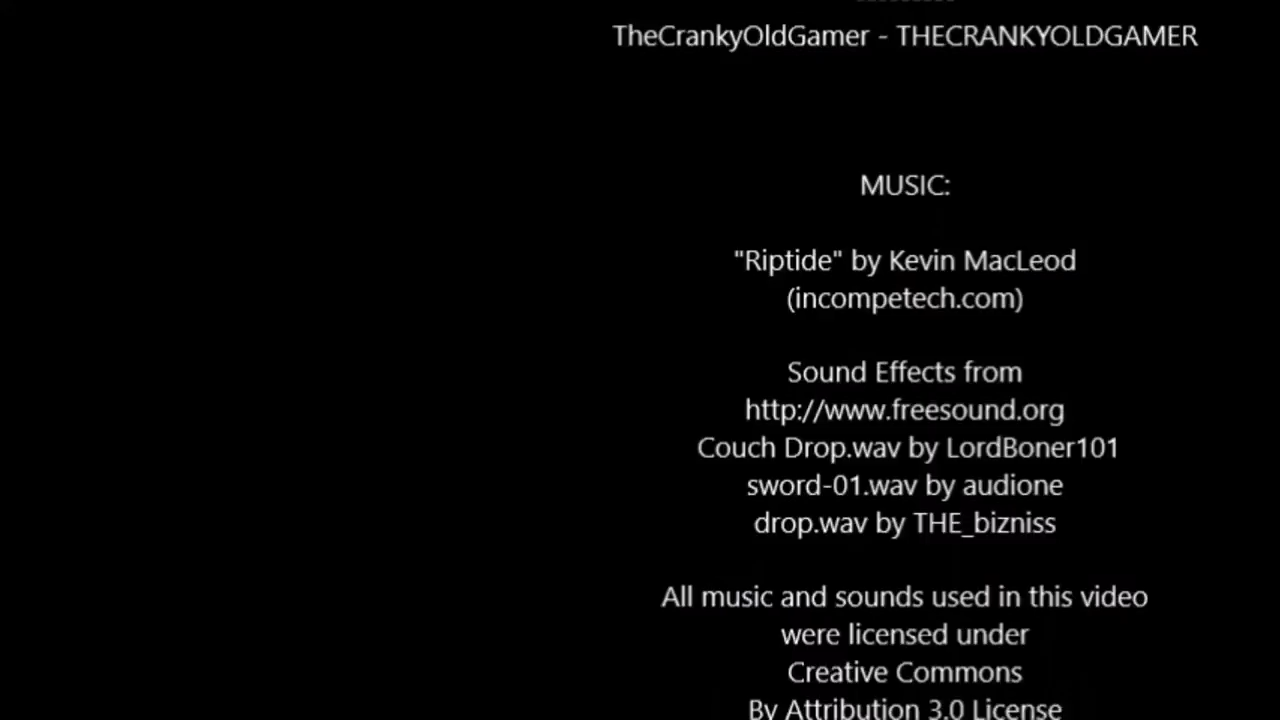 TheCrankyOldGamer - THECRANKYOLDGAMER
MUSIC:
"Riptide" by Kevin MacLeod
(incompetech.com)
Sound Effects from
http://www.freesound.org
Couch Drop.wav by LordBoner101
sword-01.wav by audione
drop.wav by THE_bizniss
All music and sounds used in this video
were licensed under
Creative Commons
By Attribution 3.0 License